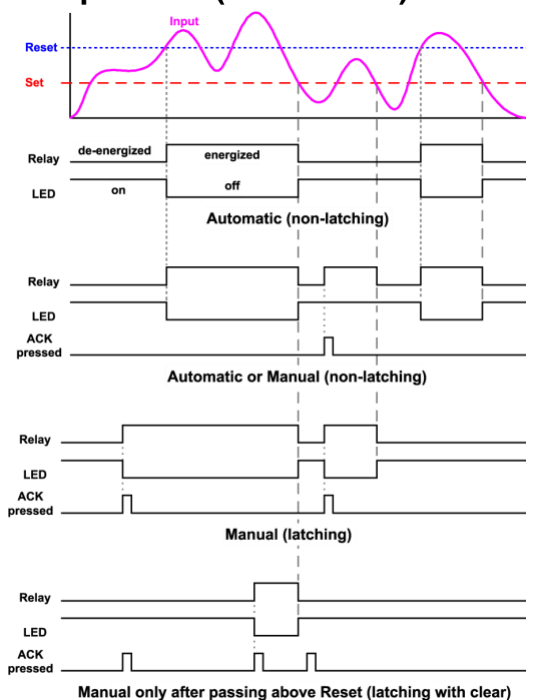 Input
Reset
Set
de-energized
energized
Relay
on
off
LED
Automatic (non-latching)
Relay
LED
ACK
pressed
Automatic or Manual (non-latching)
Relay
LED
ACK
pressed
Manual (latching)
Relay
LED
ACK
pressed
Manual only after passing above Reset (latching with clear)